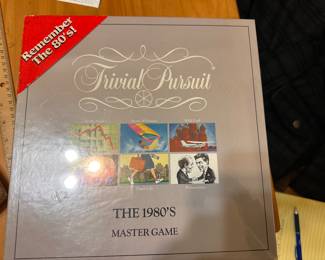 Remember
The 80's!
Trivial Pursuit
THE 1980'S
MASTER GAME